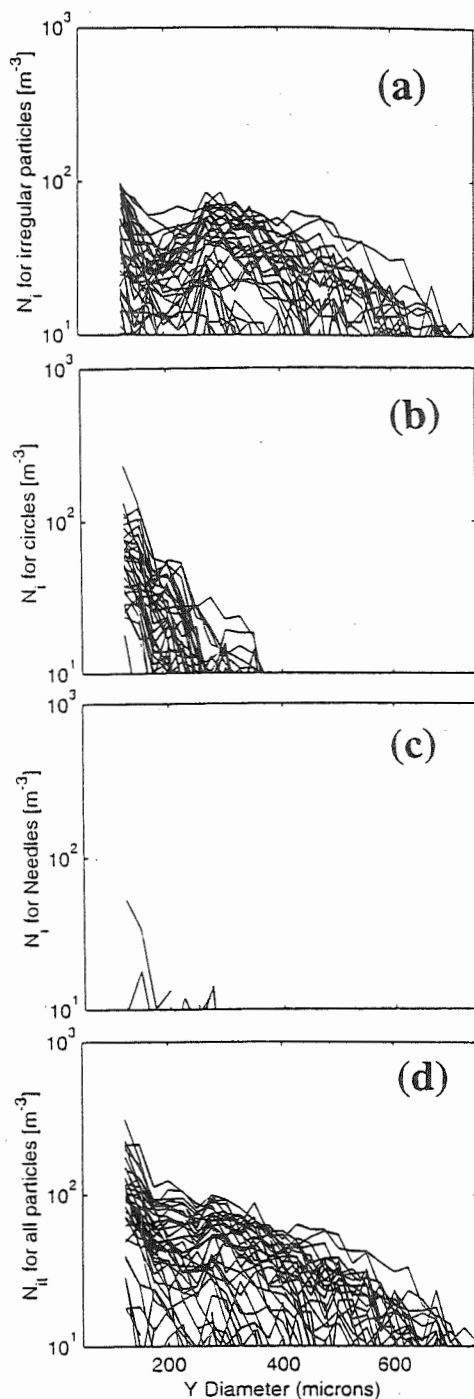 10³
(a)
10²
10¹
N_i for irregular particles [m⁻³]
10³
(b)
10²
10¹
N_i for circles [m⁻³]
10³
(c)
10²
10¹
N_i for Needles [m⁻³]
10³
(d)
10²
10¹
N_it for all particles [m⁻³]
200 400 600
Y Diameter (microns)